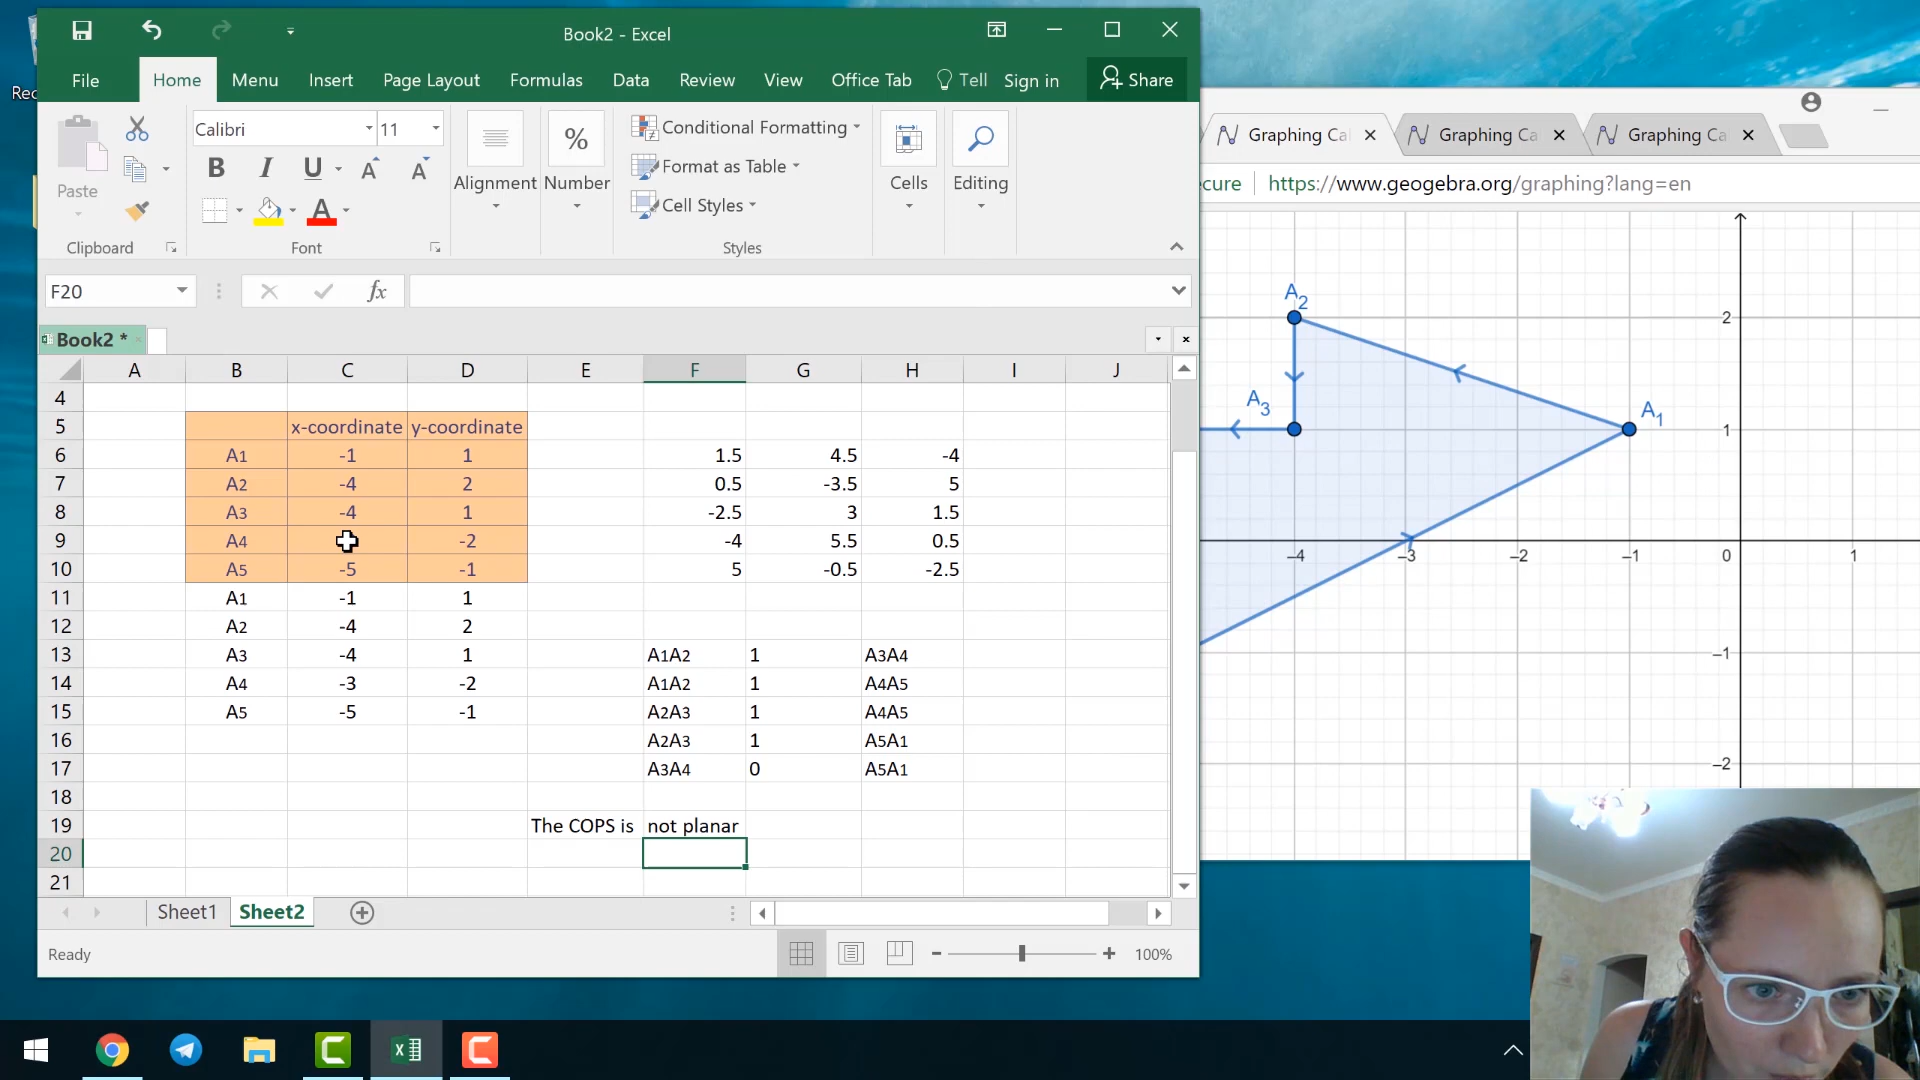 Book2 - Excel
File Home Menu Insert Page Layout Formulas Data Review View Office Tab Tell Sign in Share
Paste
Clipboard
Calibri 11
B I U A A
A
Font
Alignment
%
Number
Conditional Formatting
Format as Table
Cell Styles
Styles
Cells
Editing
F20 fx
Book2 *
A B C D E F G H I J
4
5 x-coordinate y-coordinate
6 A1 -1 1 1.5 4.5 -4
7 A2 -4 2 0.5 -3.5 5
8 A3 -4 1 -2.5 3 1.5
9 A4 -2 -4 5.5 0.5
10 A5 -5 -1 5 -0.5 -2.5
11 A1 -1 1
12 A2 -4 2
13 A3 -4 1 A1A2 1 A3A4
14 A4 -3 -2 A1A2 1 A4A5
15 A5 -5 -1 A2A3 1 A4A5
16 A2A3 1 A5A1
17 A3A4 0 A5A1
18
19 The COPS is not planar
20
21
Sheet1 Sheet2
Ready 100%
Rec
Graphing Ca Graphing Ca Graphing Ca
cure https://www.geogebra.org/graphing?lang=en
A2
2
A3
A1
1
–4 –3 –2 –1 0 1
–1
–2